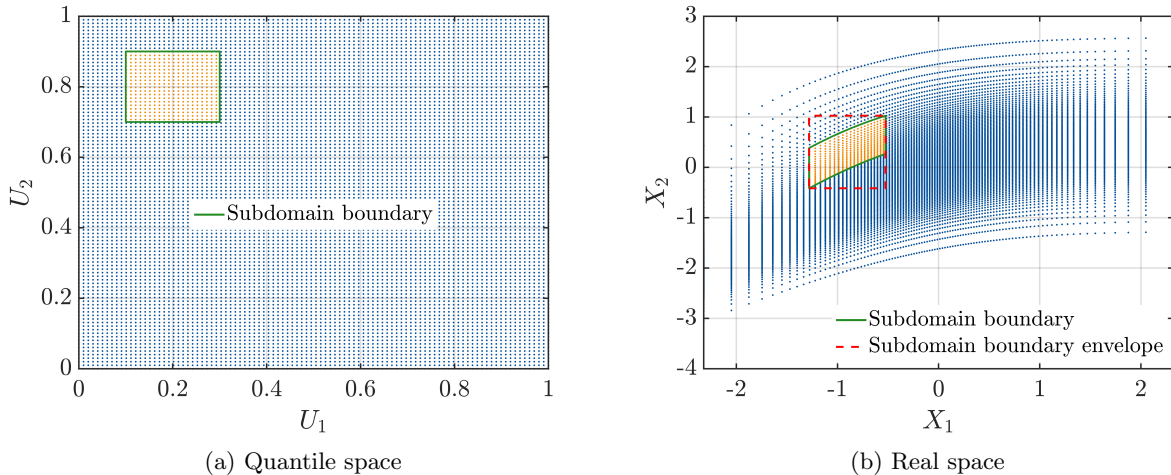 1
0.8
0.6
0.4
0.2
0
U2
Subdomain boundary
0
0.2
0.4
0.6
0.8
1
U1
(a) Quantile space
3
2
1
0
-1
-2
-3
-4
X2
Subdomain boundary
Subdomain boundary envelope
-2
-1
0
1
2
X1
(b) Real space